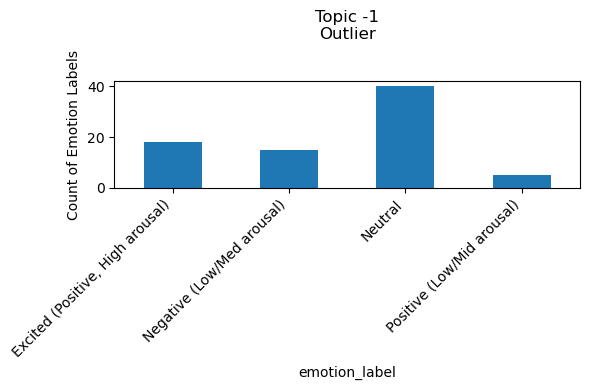 Topic -1
Outlier
Count of Emotion Labels
40
20
0
Excited (Positive, High arousal)
Negative (Low/Med arousal)
Neutral
Positive (Low/Mid arousal)
emotion_label